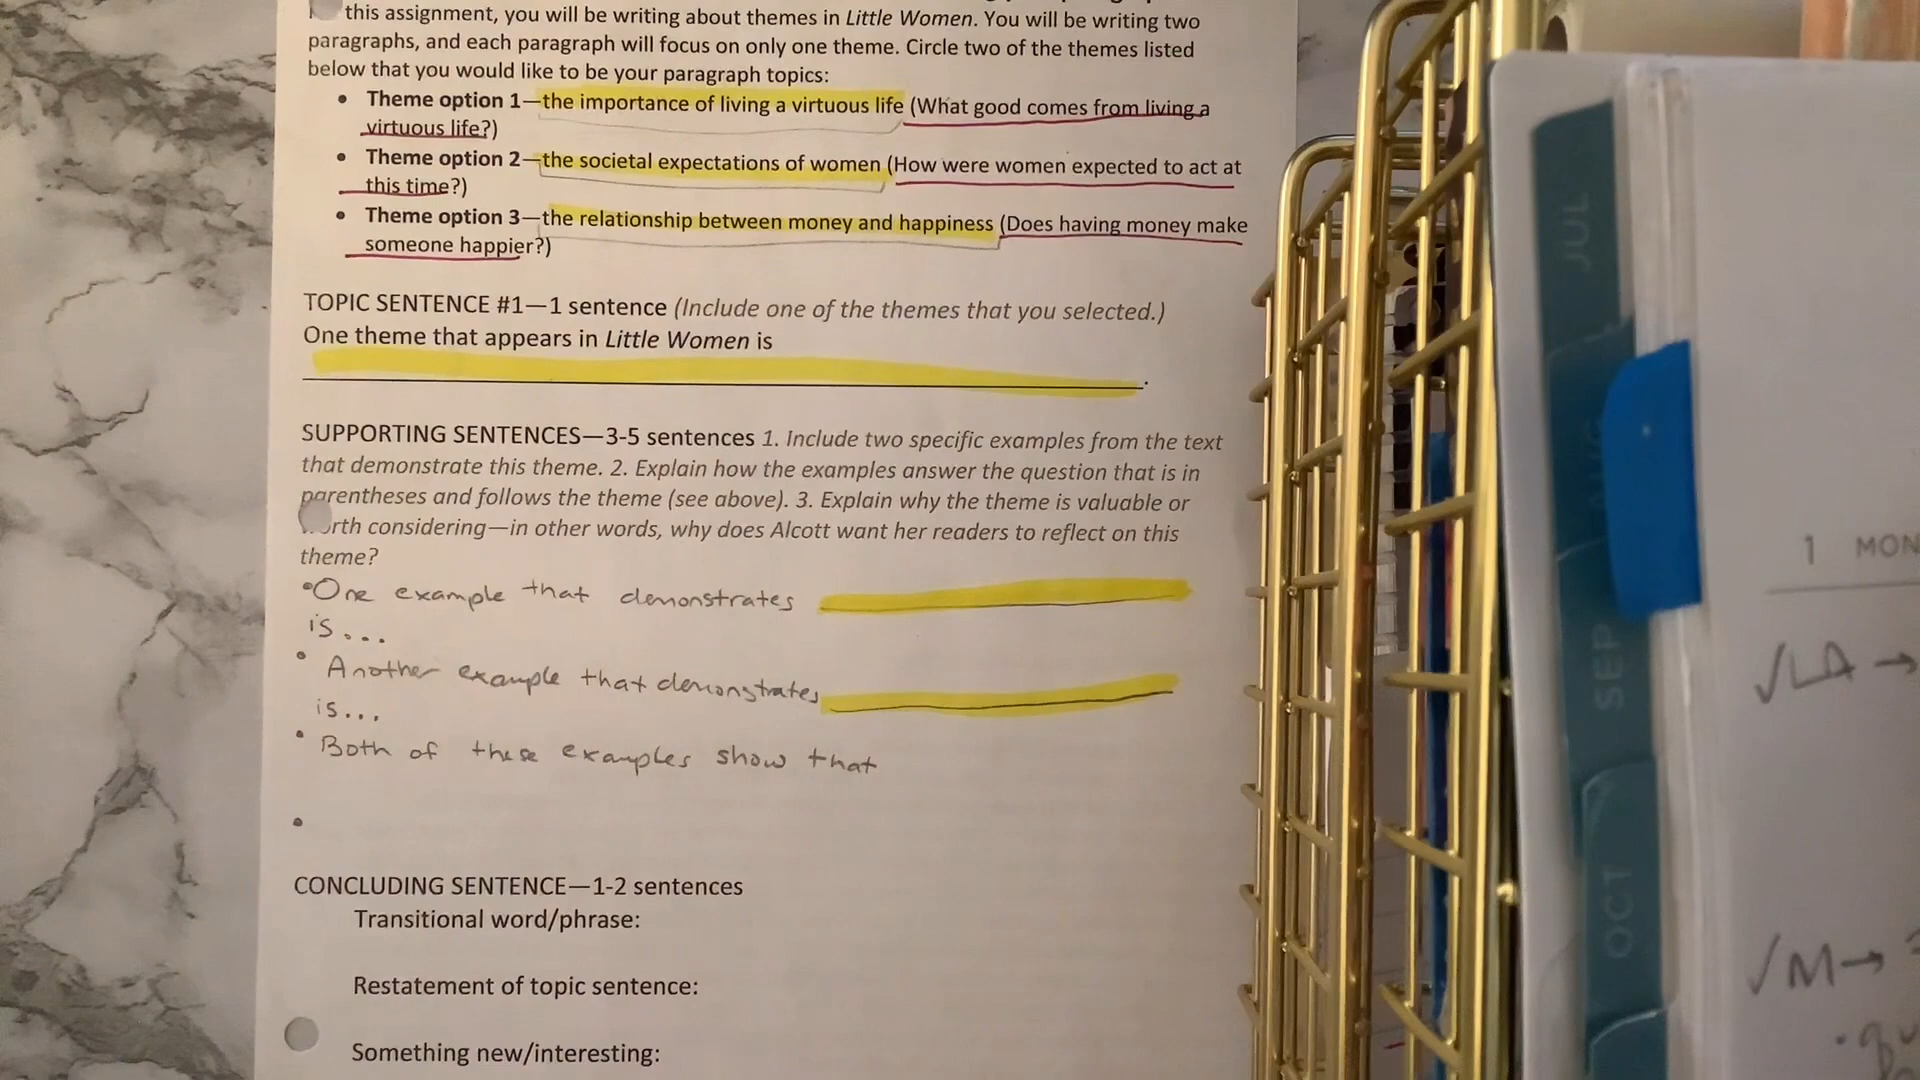 this assignment, you will be writing about themes in Little Women. You will be writing two
paragraphs, and each paragraph will focus on only one theme. Circle two of the themes listed
below that you would like to be your paragraph topics:
• Theme option 1—the importance of living a virtuous life (What good comes from living a
virtuous life?)
• Theme option 2—the societal expectations of women (How were women expected to act at
this time?)
• Theme option 3—the relationship between money and happiness (Does having money make
someone happier?)
TOPIC SENTENCE #1—1 sentence (Include one of the themes that you selected.)
One theme that appears in Little Women is
.
SUPPORTING SENTENCES—3-5 sentences 1. Include two specific examples from the text
that demonstrate this theme. 2. Explain how the examples answer the question that is in
parentheses and follows the theme (see above). 3. Explain why the theme is valuable or
worth considering—in other words, why does Alcott want her readers to reflect on this
theme?
• One example that demonstrates
is...
• Another example that demonstrates
is...
• Both of these examples show that
•
CONCLUDING SENTENCE—1-2 sentences
Transitional word/phrase:
Restatement of topic sentence:
Something new/interesting:
JUL
SEP
OCT
1 MON
√LA →
√M→